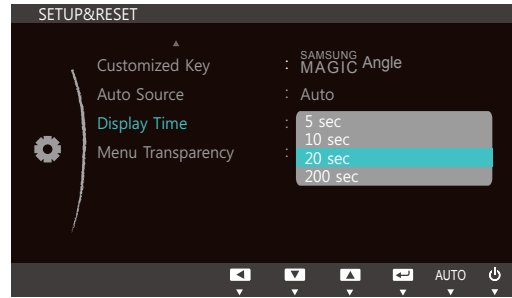 SETUP&RESET
Customized Key : SAMSUNG MAGIC Angle
Auto Source : Auto
Display Time : 5 sec
10 sec
20 sec
Menu Transparency :
200 sec
AUTO